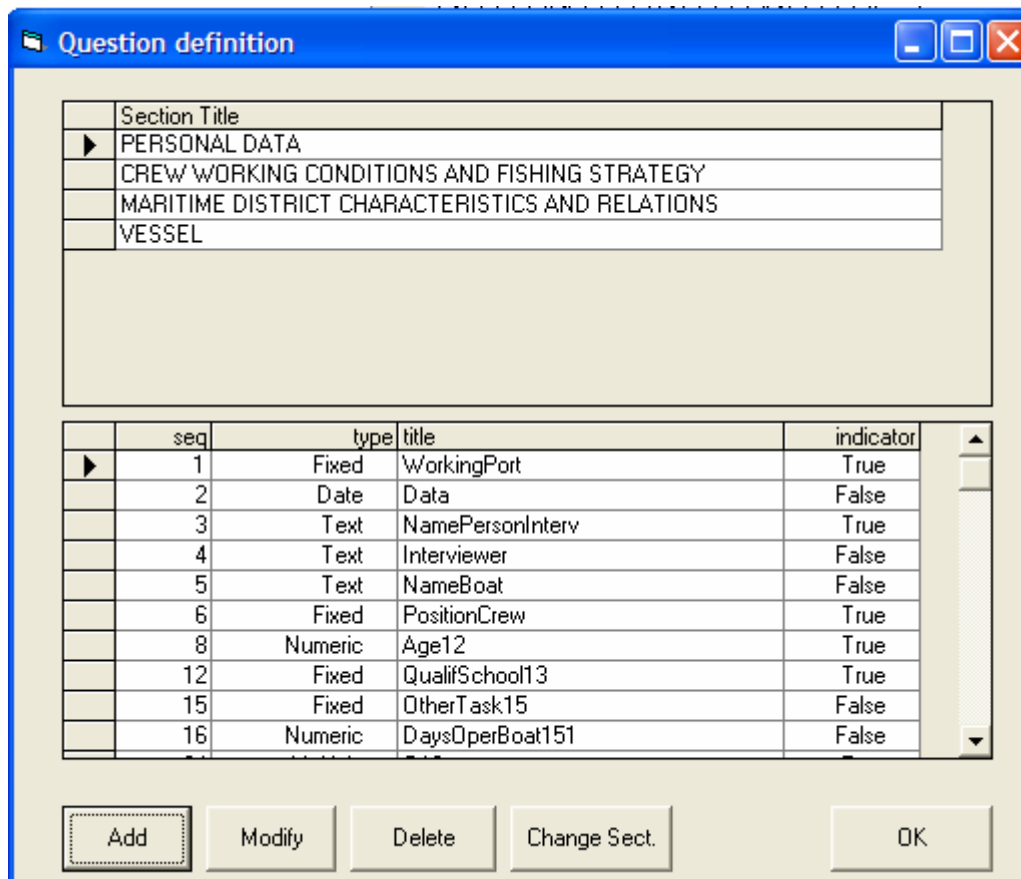 Question definition
Section Title
PERSONAL DATA
CREW WORKING CONDITIONS AND FISHING STRATEGY
MARITIME DISTRICT CHARACTERISTICS AND RELATIONS
VESSEL
seq type title indicator
1 Fixed WorkingPort True
2 Date Data False
3 Text NamePersonInterv True
4 Text Interviewer False
5 Text NameBoat False
6 Fixed PositionCrew True
8 Numeric Age12 True
12 Fixed QualifSchool13 True
15 Fixed OtherTask15 False
16 Numeric DaysOperBoat151 False
Add Modify Delete Change Sect. OK